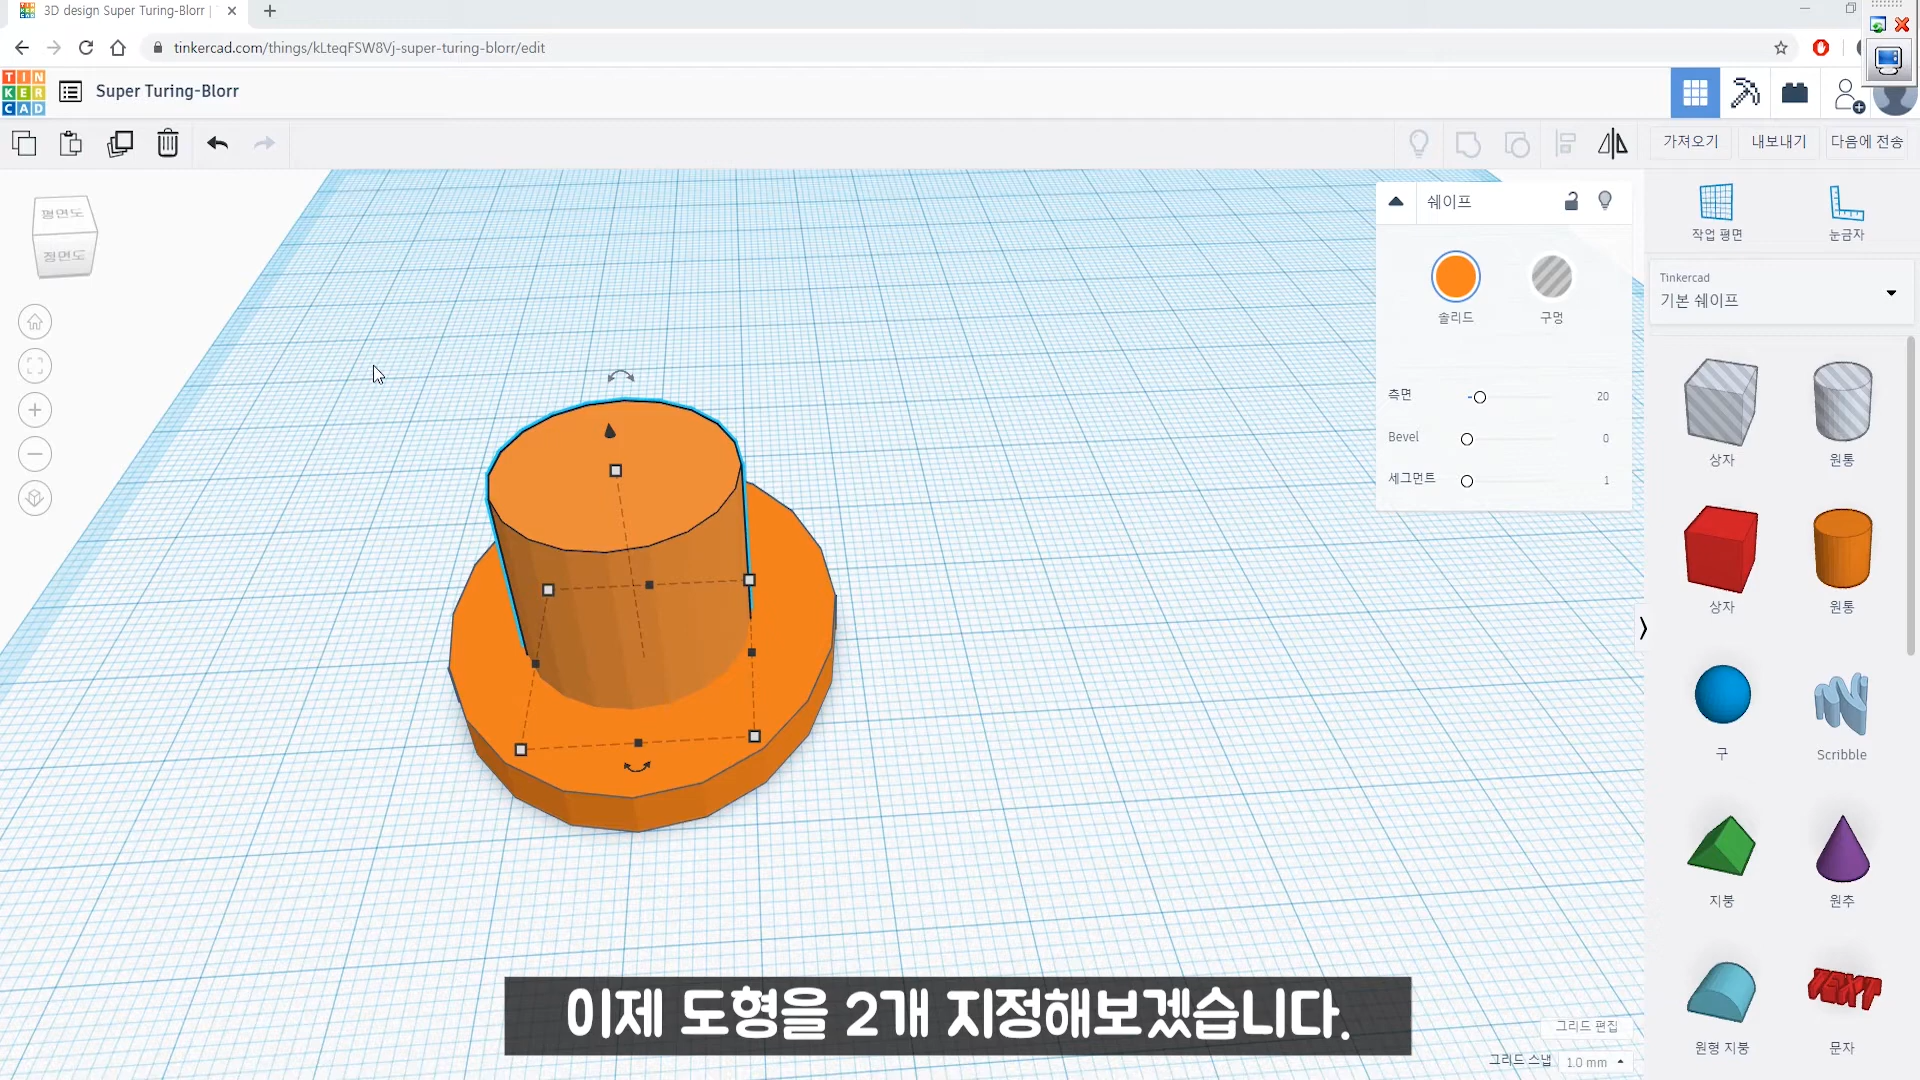 3D design Super Turing-Blorr |
tinkercad.com/things/kLteqFSW8Vj-super-turing-blorr/edit
TIN
KER
CAD
Super Turing-Blorr
가져오기
내보내기
다음에 전송
평면도
정면도
쉐이프
솔리드
구멍
측면
20
Bevel
0
세그먼트
1
작업 평면
눈금자
Tinkercad
기본 쉐이프
상자
원통
상자
원통
구
Scribble
지붕
원추
원형 지붕
TEXT
문자
이제 도형을 2개 지정해보겠습니다.
그리드 편집
그리드 스냅
1.0 mm